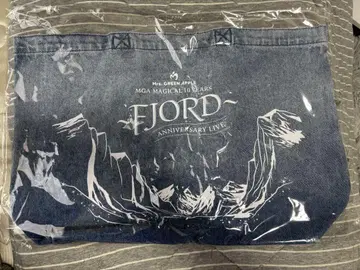 Mrs. GREEN APPLE
MGA MAGICAL 10 YEARS
FJORD
ANNIVERSARY LIVE